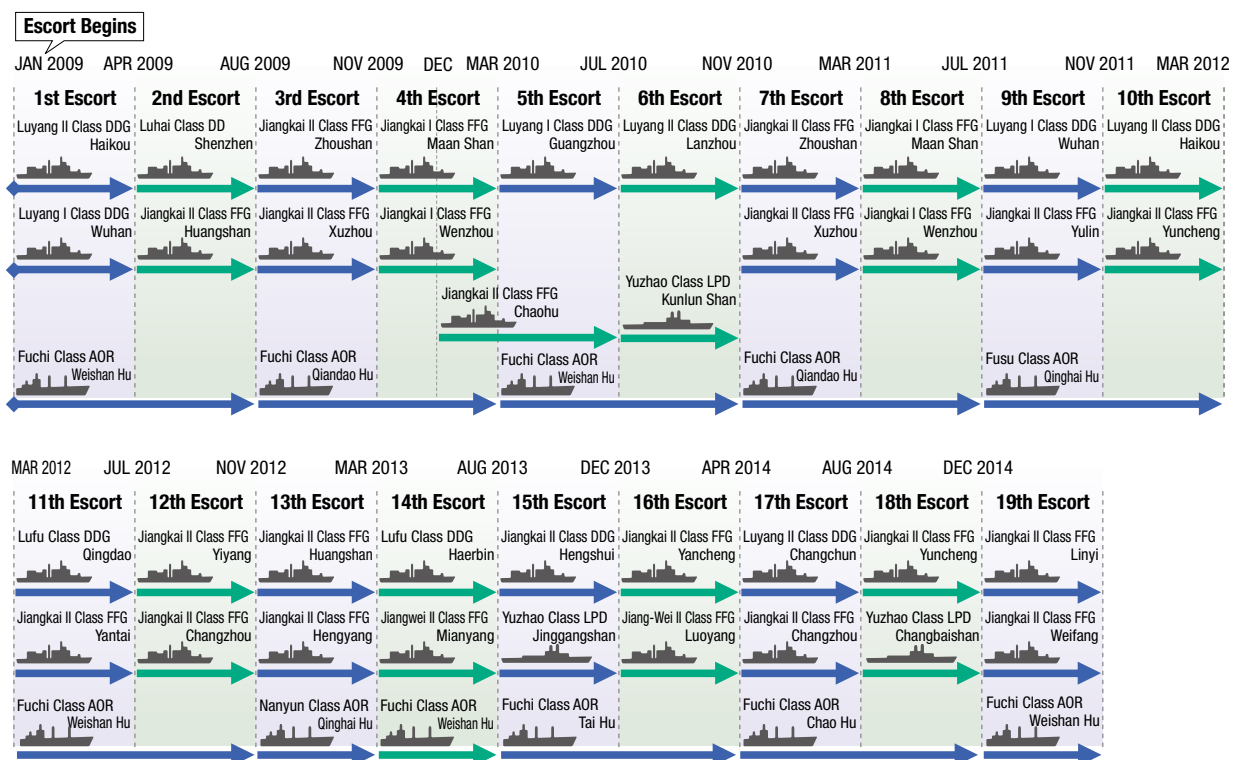 Escort Begins
JAN 2009 APR 2009 AUG 2009 NOV 2009 DEC MAR 2010 JUL 2010 NOV 2010 MAR 2011 JUL 2011 NOV 2011 MAR 2012
1st Escort 2nd Escort 3rd Escort 4th Escort 5th Escort 6th Escort 7th Escort 8th Escort 9th Escort 10th Escort
Luyang II Class DDG Luhai Class DD Jiangkai II Class FFG Jiangkai I Class FFG Luyang I Class DDG Luyang II Class DDG Jiangkai II Class FFG Jiangkai I Class FFG Luyang I Class DDG Luyang II Class DDG
Haikou Shenzhen Zhoushan Maan Shan Guangzhou Lanzhou Zhoushan Maan Shan Wuhan Haikou
Luyang I Class DDG Jiangkai II Class FFG Jiangkai II Class FFG Jiangkai I Class FFG Jiangkai II Class FFG Jiangkai I Class FFG Jiangkai II Class FFG Jiangkai II Class FFG
Wuhan Huangshan Xuzhou Wenzhou Xuzhou Wenzhou Yulin Yuncheng
Yuzhao Class LPD
Jiangkai II Class FFG Kunlun Shan
Chaohu
Fuchi Class AOR Fuchi Class AOR Fuchi Class AOR Fuchi Class AOR Fusu Class AOR
Weishan Hu Qiandao Hu Weishan Hu Qiandao Hu Qinghai Hu
MAR 2012 JUL 2012 NOV 2012 MAR 2013 AUG 2013 DEC 2013 APR 2014 AUG 2014 DEC 2014
11th Escort 12th Escort 13th Escort 14th Escort 15th Escort 16th Escort 17th Escort 18th Escort 19th Escort
Lufu Class DDG Jiangkai II Class FFG Jiangkai II Class FFG Lufu Class DDG Jiangkai II Class DDG Jiangkai II Class FFG Luyang II Class DDG Jiangkai II Class FFG Jiangkai II Class FFG
Qingdao Yiyang Huangshan Haerbin Hengshui Yancheng Changchun Yuncheng Linyi
Jiangkai II Class FFG Jiangkai II Class FFG Jiangkai II Class FFG Jiangwei II Class FFG Yuzhao Class LPD Jiang-Wei II Class FFG Jiangkai II Class FFG Yuzhao Class LPD Jiangkai II Class FFG
Yantai Changzhou Hengyang Mianyang Jinggangshan Luoyang Changzhou Changbaishan Weifang
Fuchi Class AOR Nanyun Class AOR Fuchi Class AOR Fuchi Class AOR Fuchi Class AOR Fuchi Class AOR
Weishan Hu Qinghai Hu Weishan Hu Tai Hu Chao Hu Weishan Hu